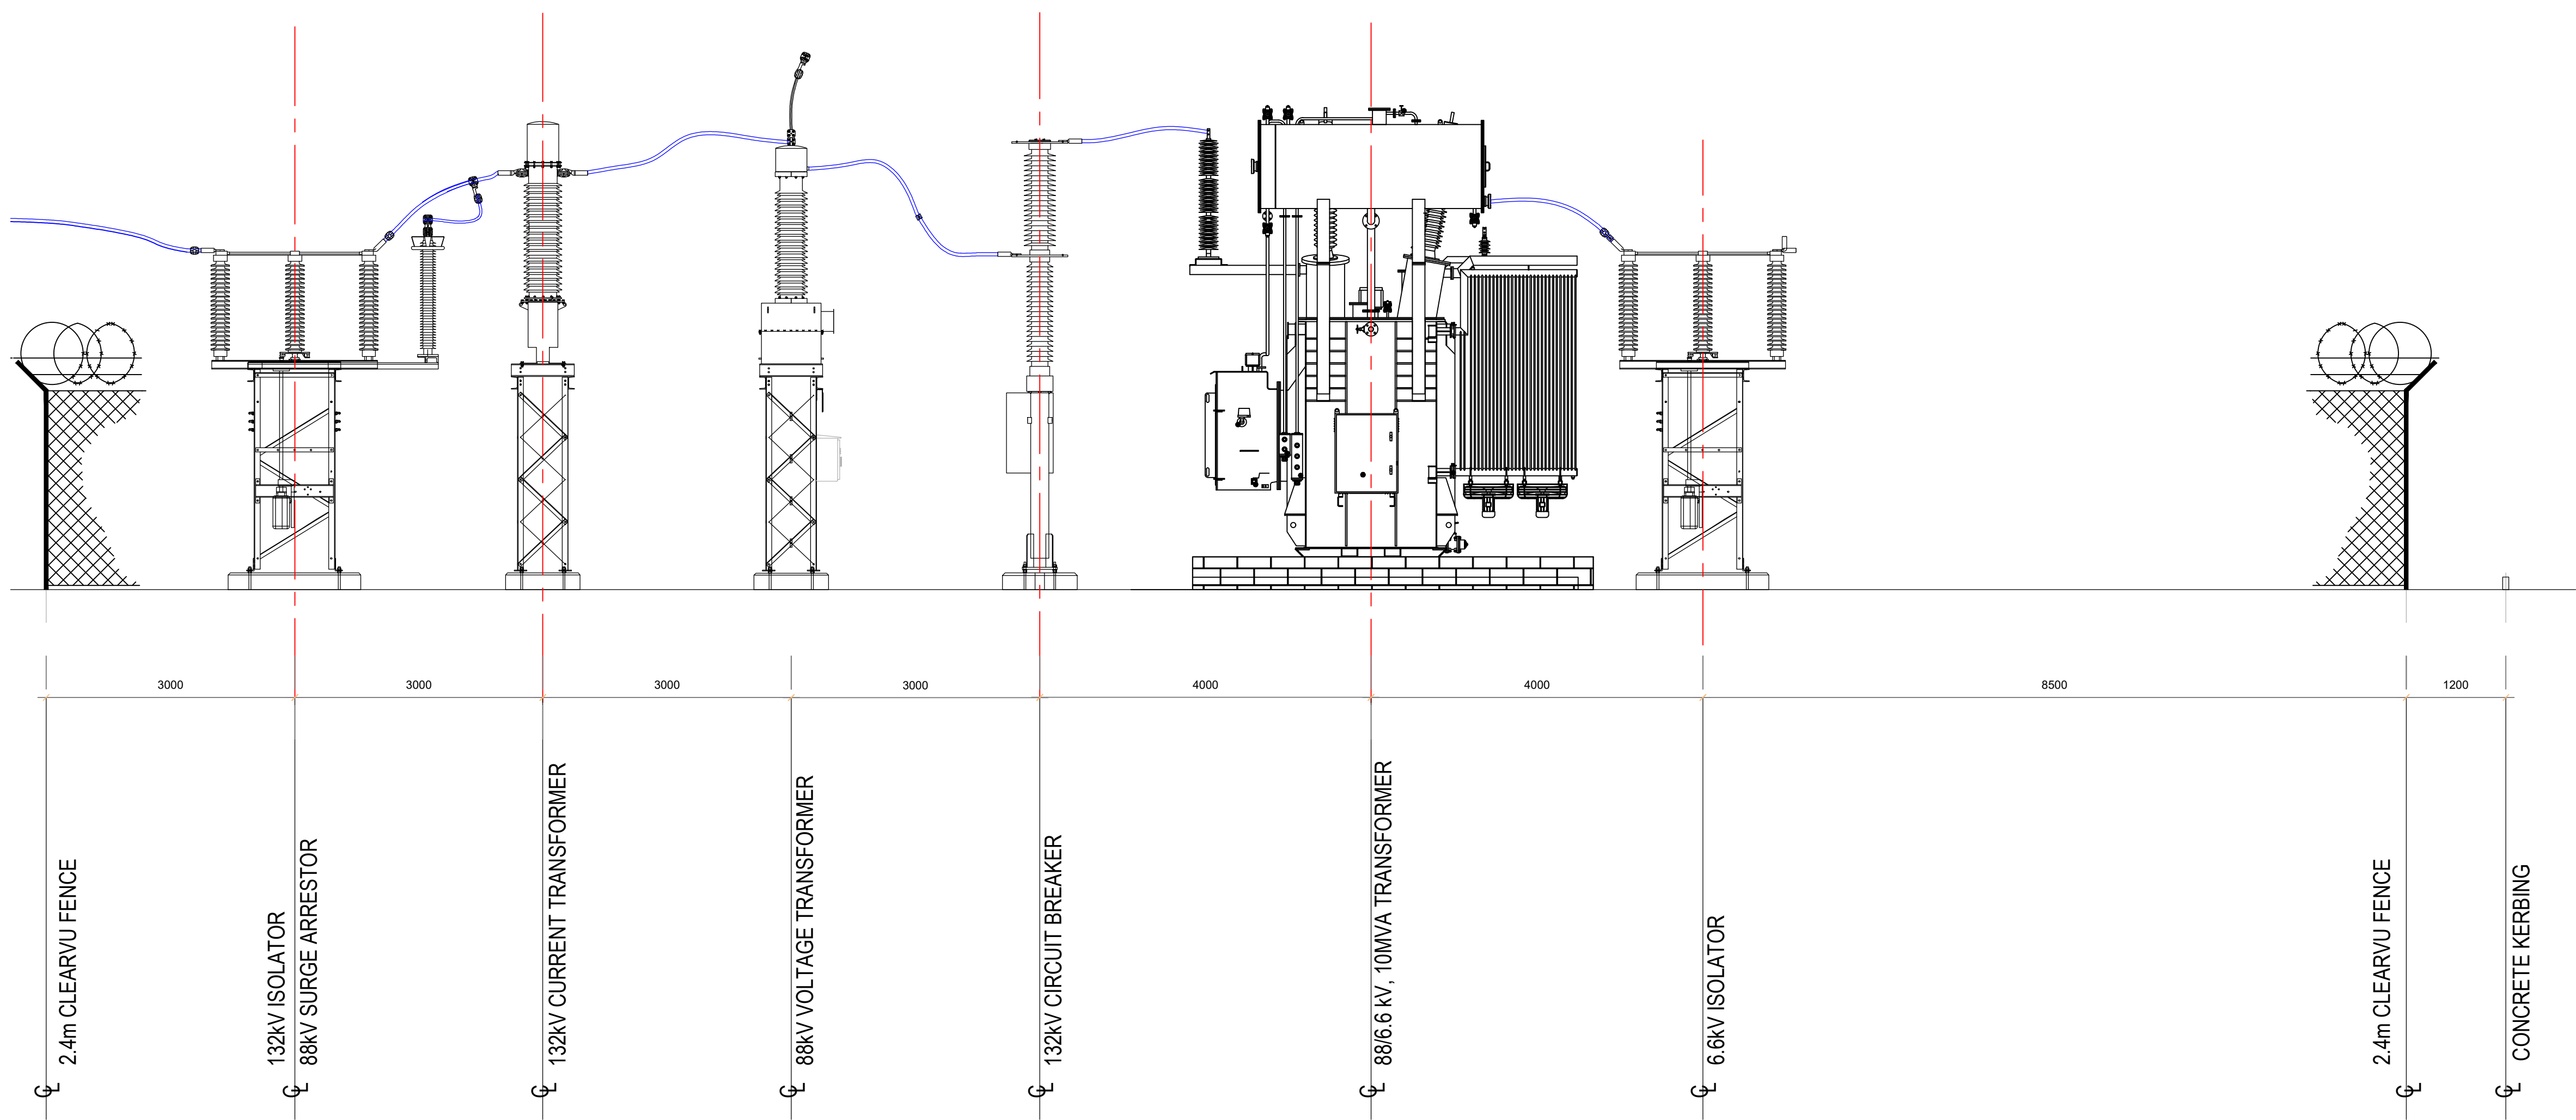 3000
3000
3000
3000
4000
4000
8500
1200
2.4m CLEARVU FENCE
132kV ISOLATOR
88kV SURGE ARRESTOR
132kV CURRENT TRANSFORMER
88kV VOLTAGE TRANSFORMER
132kV CIRCUIT BREAKER
88/6.6 kV, 10MVA TRANSFORMER
6.6kV ISOLATOR
2.4m CLEARVU FENCE
CONCRETE KERBING